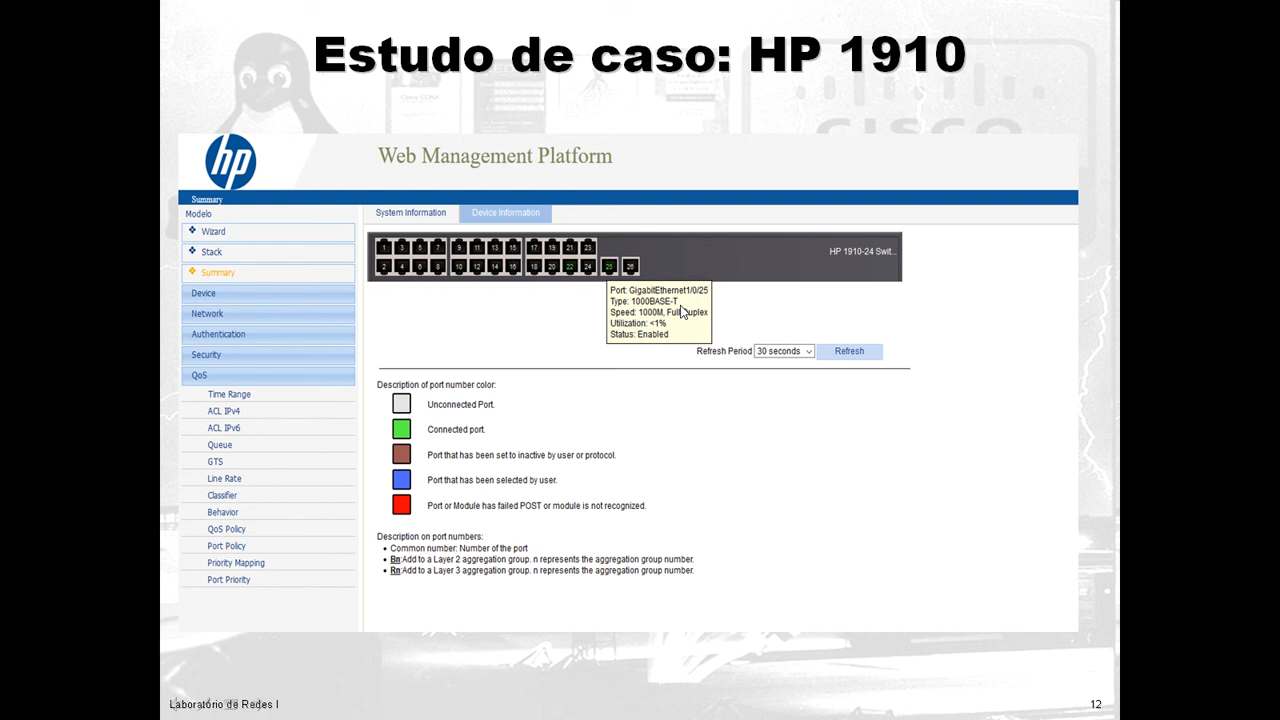 Estudo de caso: HP 1910
CISCO
hp
Web Management Platform
Summary
Modelo
Wizard
Stack
Summary
Device
Network
Authentication
Security
QoS
Time Range
ACL IPv4
ACL IPv6
Queue
GTS
Line Rate
Classifier
Behavior
QoS Policy
Port Policy
Priority Mapping
Port Priority
System Information Device Information
1 3 5 7 9 11 13 15 17 19 21 23
2 4 6 8 10 12 14 16 18 20 22 24 25 26
HP 1910-24 Swit...
Port: GigabitEthernet1/0/25
Type: 1000BASE-T
Speed: 1000M, Full uplex
Utilization: <1%
Status: Enabled
Refresh Period 30 seconds Refresh
Description of port number color:
Unconnected Port.
Connected port.
Port that has been set to inactive by user or protocol.
Port that has been selected by user.
Port or Module has failed POST or module is not recognized.
Description on port numbers:
• Common number: Number of the port
• Bn:Add to a Layer 2 aggregation group. n represents the aggregation group number.
• Rn:Add to a Layer 3 aggregation group. n represents the aggregation group number.
Laboratório de Redes I
12